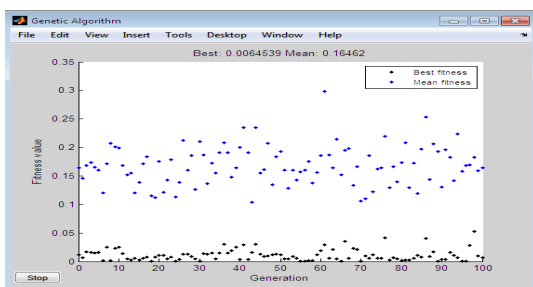 Genetic Algorithm
File Edit View Insert Tools Desktop Window Help
Best: 0.0064539 Mean: 0.16462
Best fitness
Mean fitness
Fitness value
0.35
0.3
0.25
0.2
0.15
0.1
0.05
0
0 10 20 30 40 50 60 70 80 90 100
Generation
Stop